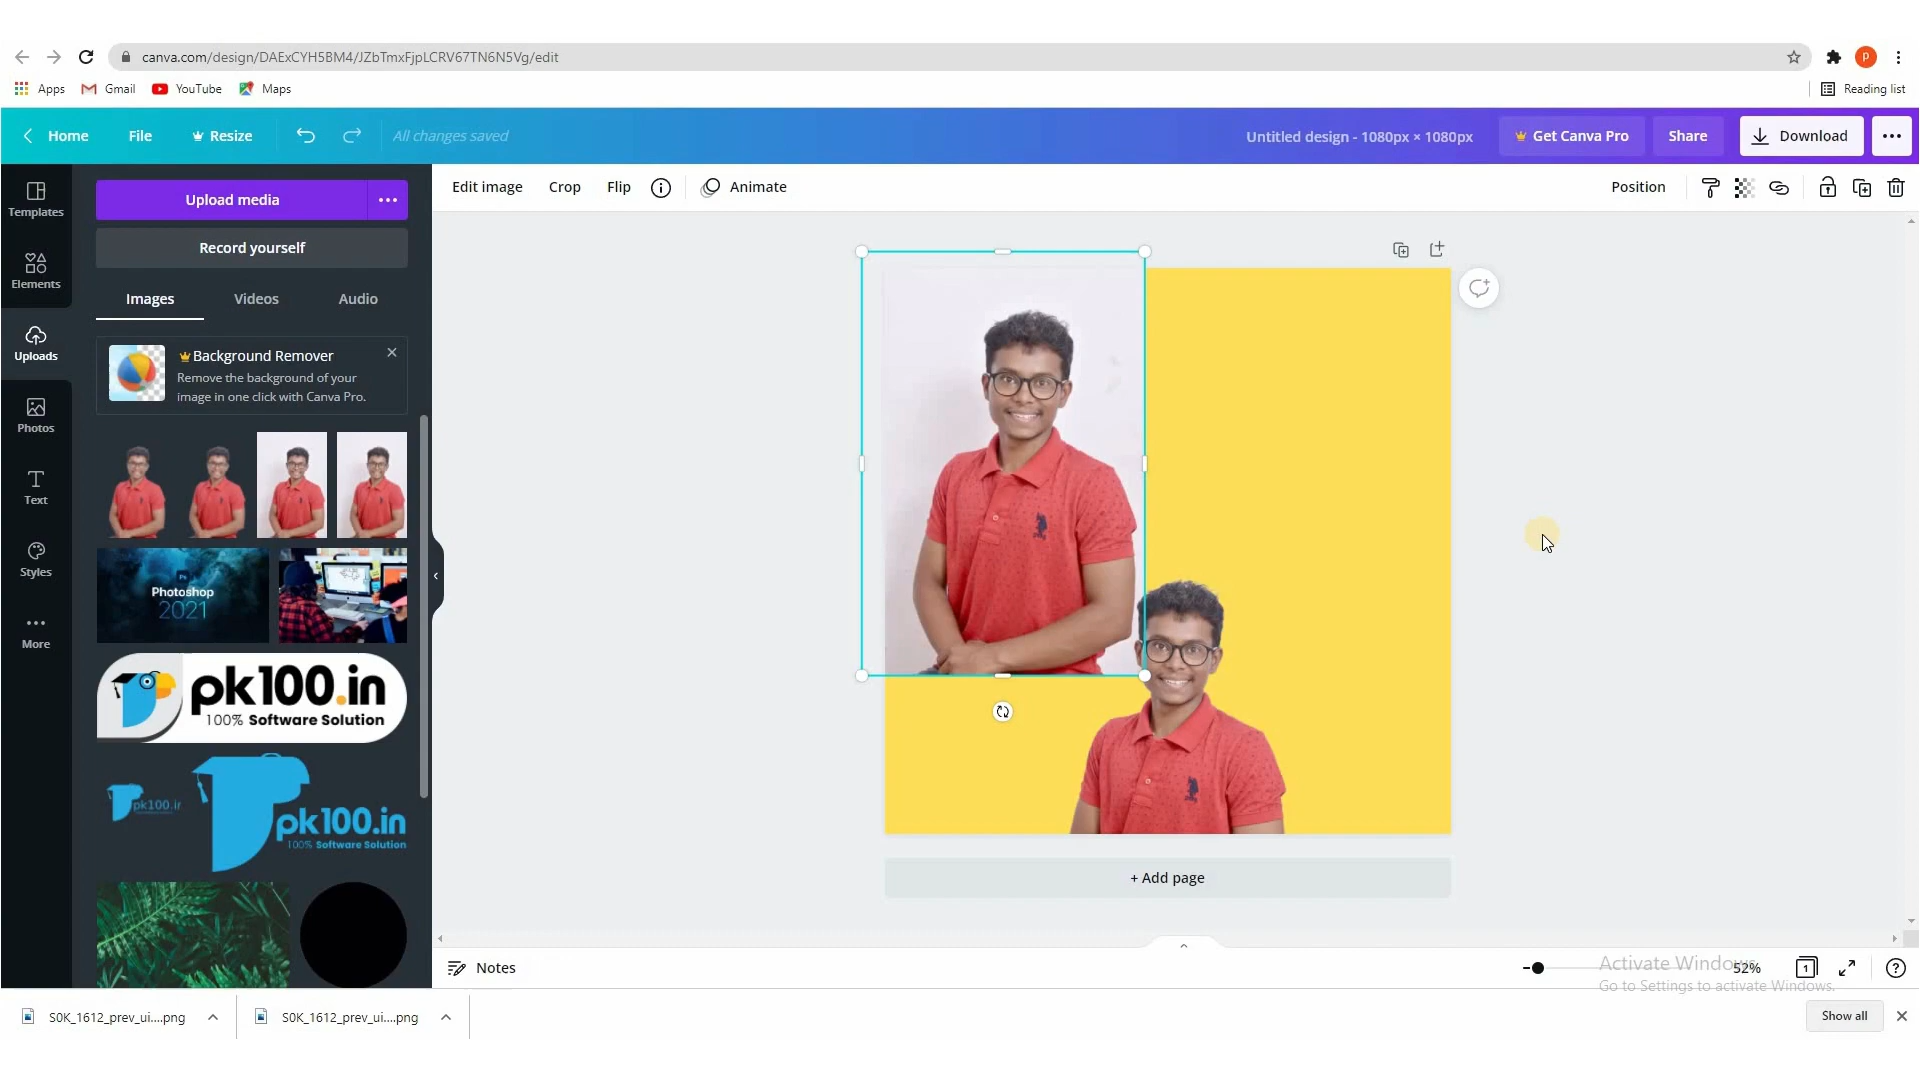 canva.com/design/DAExCYH5BM4/JZbTmxFjpLCRV67TN6N5Vg/edit
P
Apps
Gmail
YouTube
Maps
Reading list
Home
File
Resize
All changes saved
Untitled design - 1080px × 1080px
Get Canva Pro
Share
Download
Templates
Elements
Uploads
Photos
Text
Styles
More
Upload media
Record yourself
Images
Videos
Audio
Background Remover
Remove the background of your
image in one click with Canva Pro.
Ps
Photoshop
2021
pk100.in
100% Software Solution
pk100.in
pk100.in
100% Software Solution
Edit image
Crop
Flip
Animate
Position
+ Add page
Notes
52%
1
Activate Windows
Go to Settings to activate Windows.
S0K_1612_prev_ui....png
S0K_1612_prev_ui....png
Show all